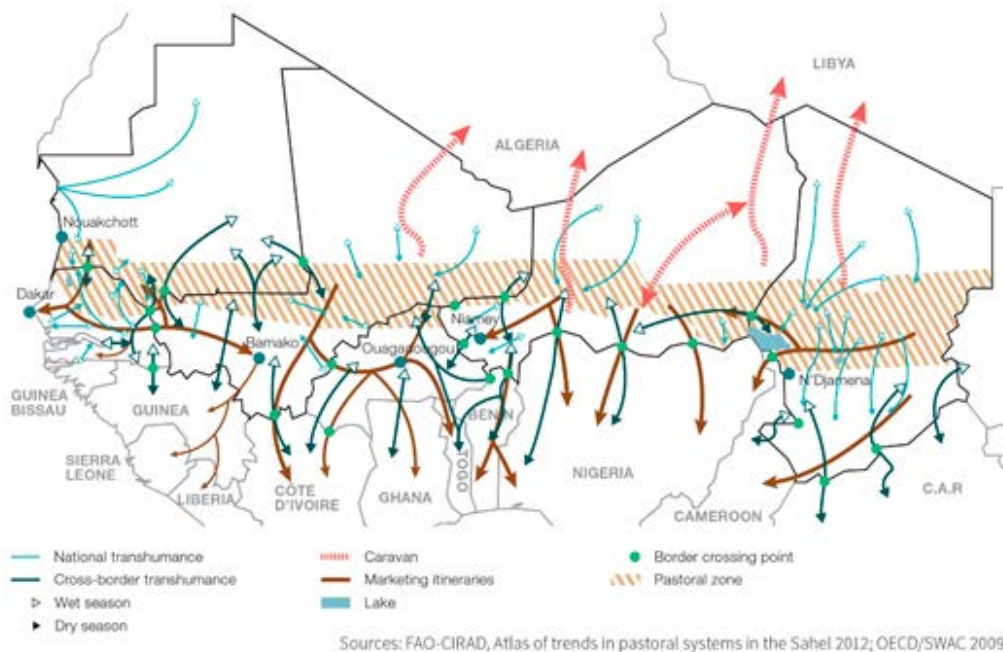 LIBYA
ALGERIA
Nouakchott
Dakar
Bamako
Niamey
Ouagadougou
N'Djamena
GUINEA
BISSAU
GUINEA
SIERRA
LEONE
LIBERIA
CÔTE
D'IVOIRE
GHANA
TOGO
BENIN
NIGERIA
CAMEROON
C.A.R
National transhumance
Cross-border transhumance
Wet season
Dry season
Caravan
Marketing itineraries
Lake
Border crossing point
Pastoral zone
Sources: FAO-CIRAD, Atlas of trends in pastoral systems in the Sahel 2012; OECD/SWAC 2009